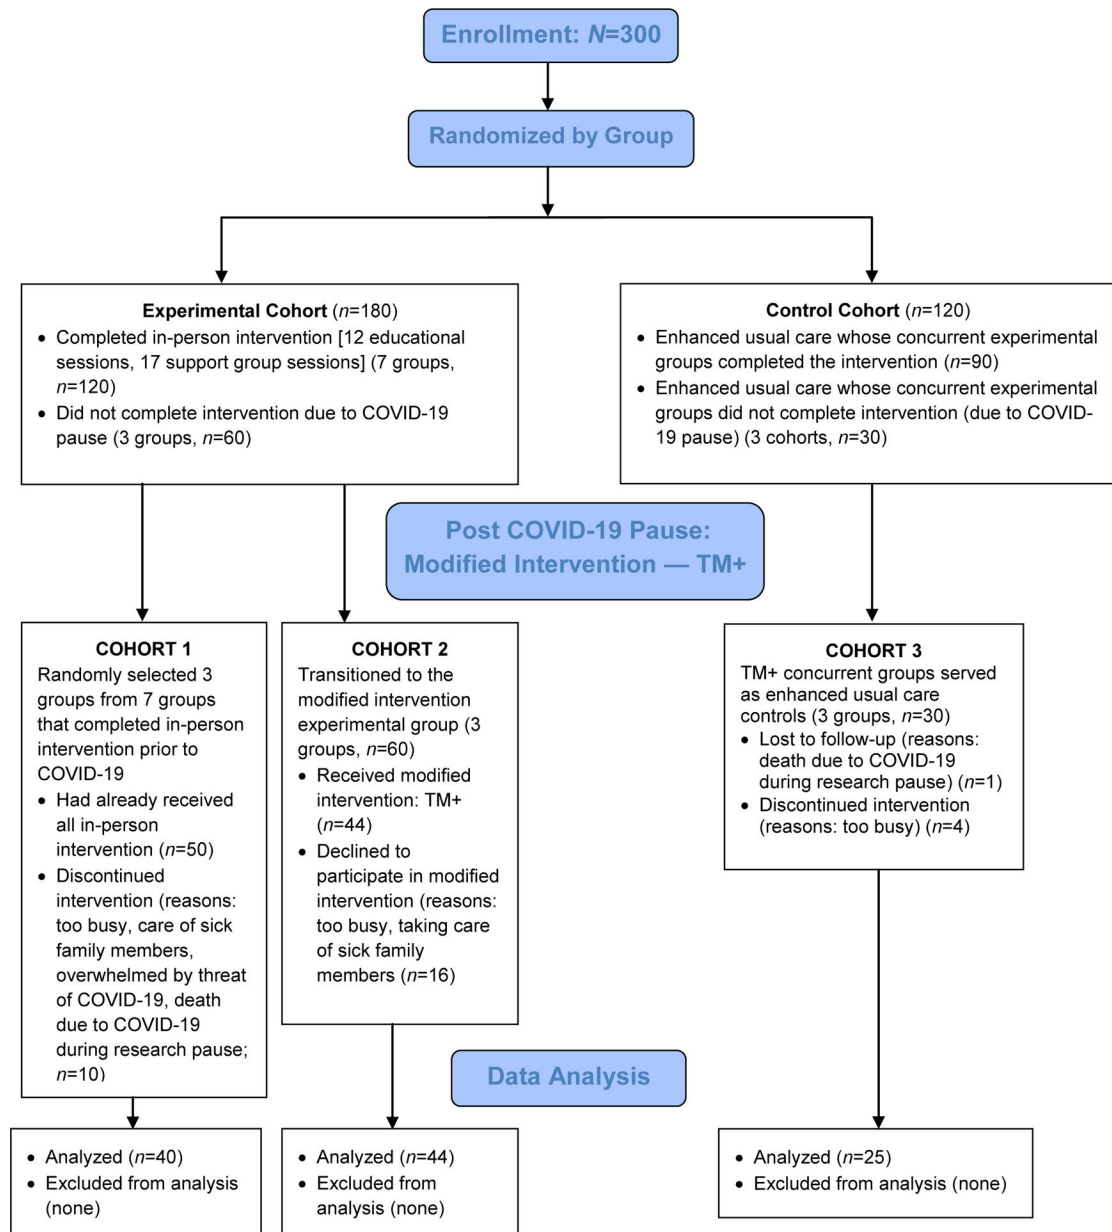 Enrollment: N=300
Randomized by Group
Experimental Cohort (n=180)
• Completed in-person intervention [12 educational
sessions, 17 support group sessions] (7 groups,
n=120)
• Did not complete intervention due to COVID-19
pause (3 groups, n=60)
Control Cohort (n=120)
• Enhanced usual care whose concurrent experimental
groups completed the intervention (n=90)
• Enhanced usual care whose concurrent experimental
groups did not complete intervention (due to COVID-
19 pause) (3 cohorts, n=30)
Post COVID-19 Pause:
Modified Intervention — TM+
COHORT 1
Randomly selected 3
groups from 7 groups
that completed in-person
intervention prior to
COVID-19
• Had already received
all in-person
intervention (n=50)
• Discontinued
intervention (reasons:
too busy, care of sick
family members,
overwhelmed by threat
of COVID-19, death
due to COVID-19
during research pause;
n=10)
COHORT 2
Transitioned to the
modified intervention
experimental group (3
groups, n=60)
• Received modified
intervention: TM+
(n=44)
• Declined to
participate in modified
intervention (reasons:
too busy, taking care
of sick family
members (n=16)
COHORT 3
TM+ concurrent groups served
as enhanced usual care
controls (3 groups, n=30)
• Lost to follow-up (reasons:
death due to COVID-19
during research pause) (n=1)
• Discontinued intervention
(reasons: too busy) (n=4)
Data Analysis
• Analyzed (n=40)
• Excluded from analysis
(none)
• Analyzed (n=44)
• Excluded from
analysis (none)
• Analyzed (n=25)
• Excluded from analysis (none)